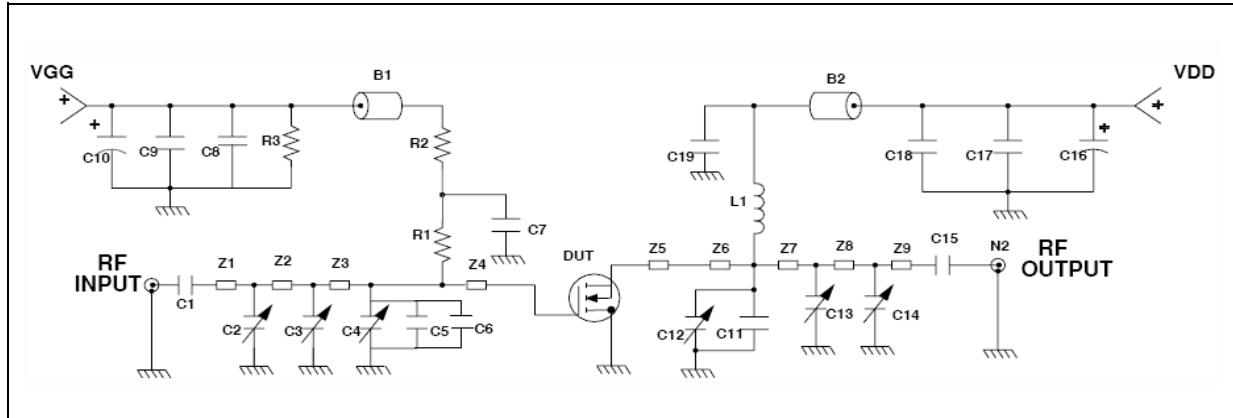 VGG
B1
B2
VDD
+
+
+
+
C10
C9
C8
R3
R2
C19
C18
C17
C16
L1
R1
C7
RF
INPUT
C1
Z1
Z2
Z3
Z4
DUT
Z5
Z6
Z7
Z8
Z9
C15
N2
RF
OUTPUT
C2
C3
C4
C5
C6
C12
C11
C13
C14